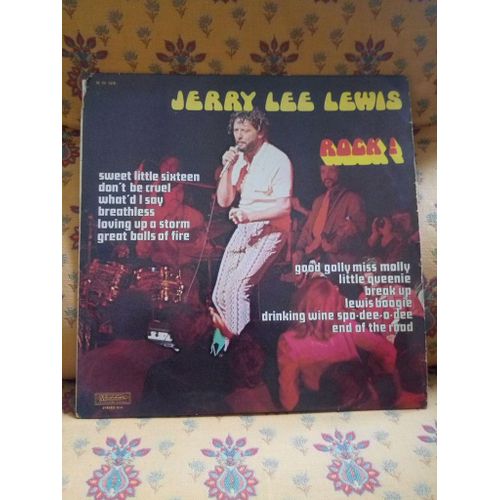 JERRY LEE LEWIS
ROCK!
sweet little sixteen
don't be cruel
what'd I say
breathless
loving up a storm
great balls of fire
good golly miss molly
little queenie
break up
lewis boogie
drinking wine spo-dee-o-dee
end of the road